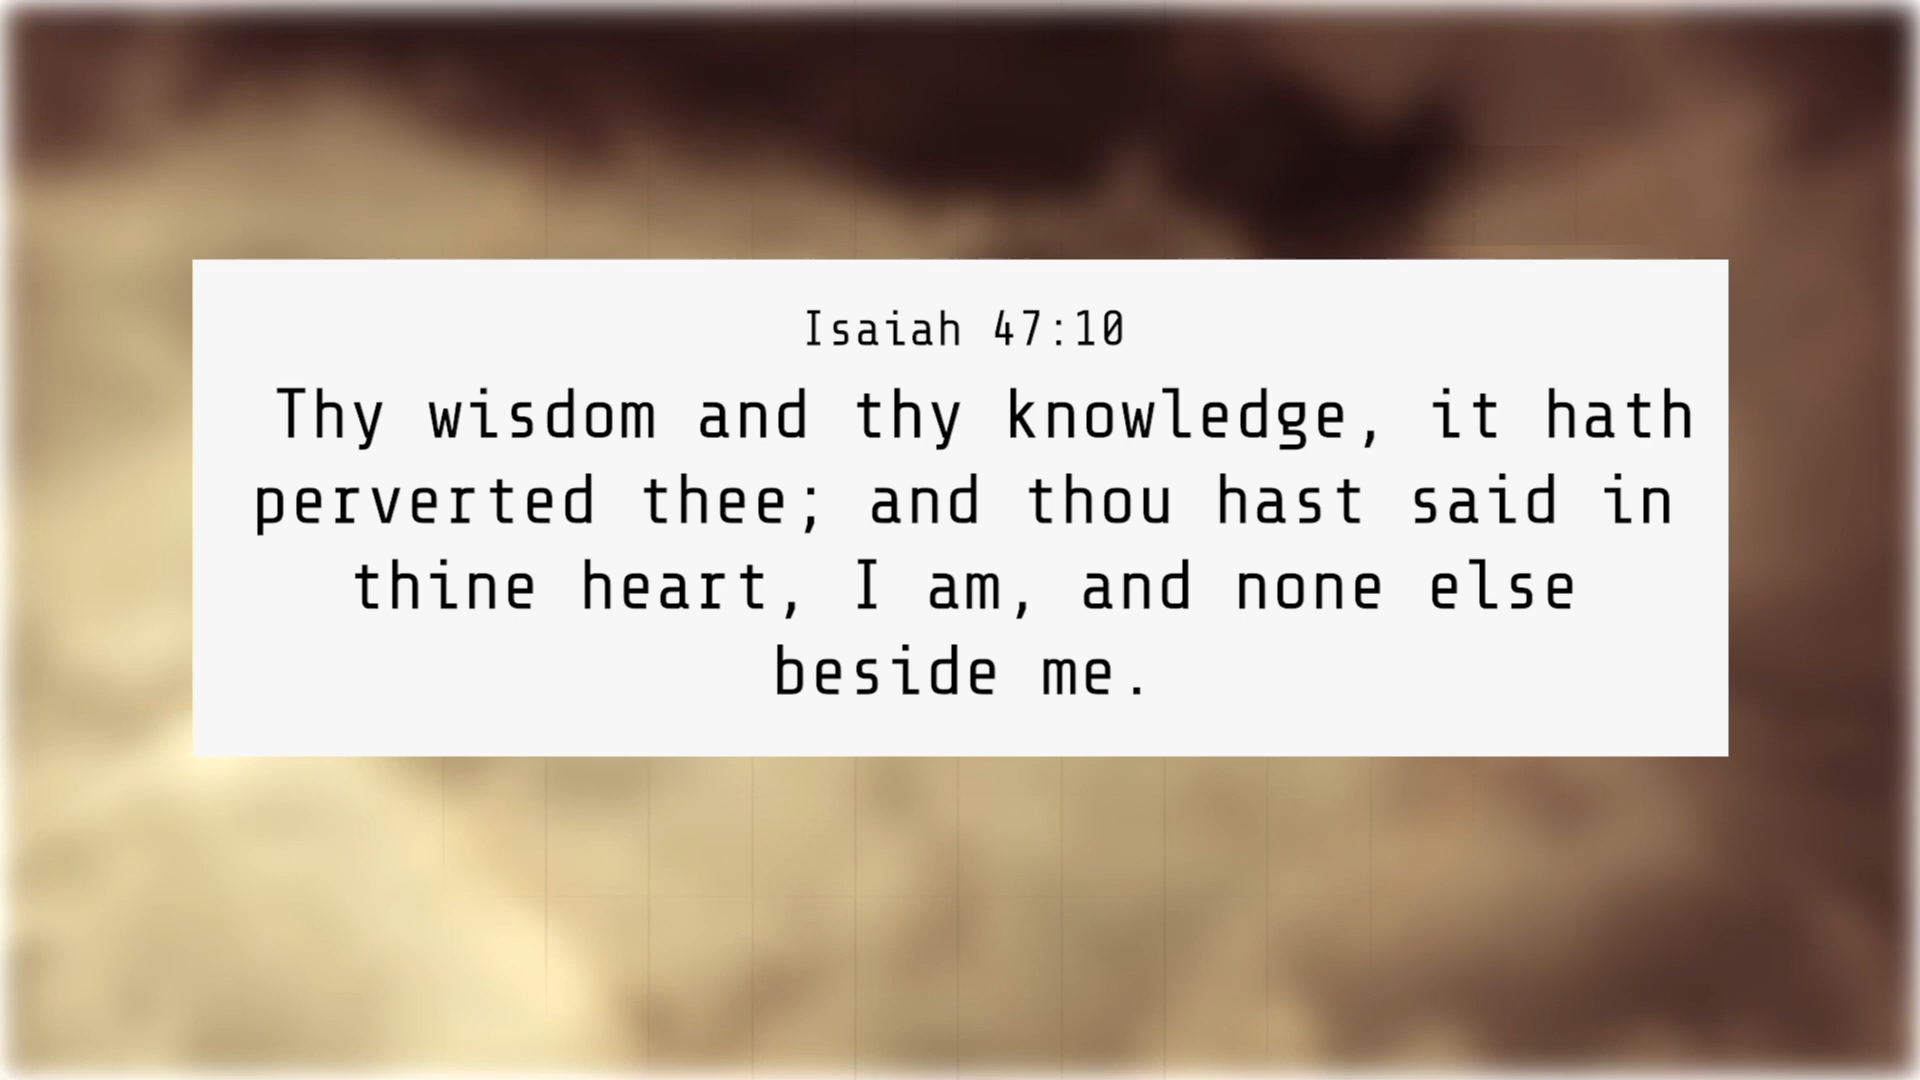 Isaiah 47:10
Thy wisdom and thy knowledge, it hath
perverted thee; and thou hast said in
thine heart, I am, and none else
beside me.